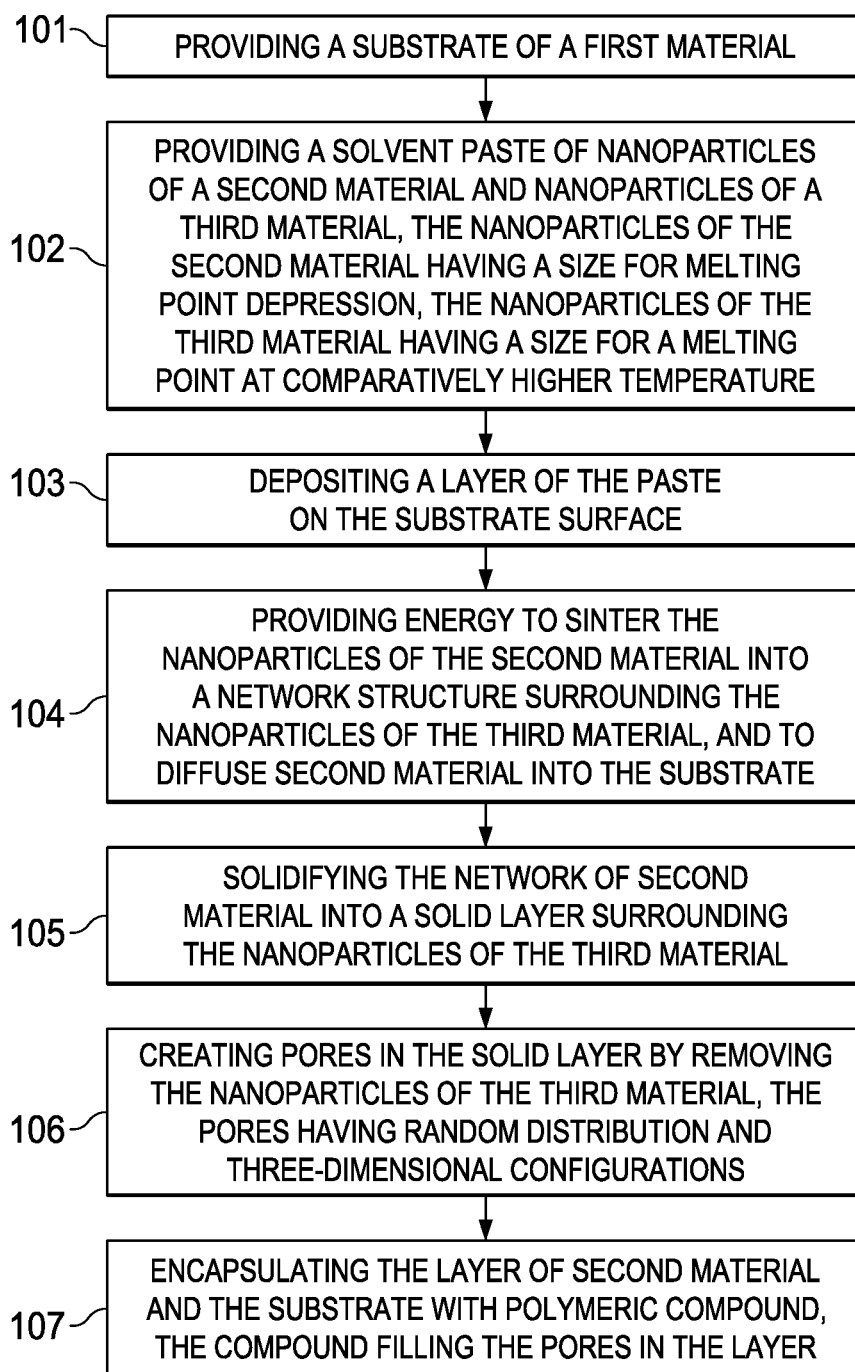 101
PROVIDING A SUBSTRATE OF A FIRST MATERIAL
102
PROVIDING A SOLVENT PASTE OF NANOPARTICLES
OF A SECOND MATERIAL AND NANOPARTICLES OF A
THIRD MATERIAL, THE NANOPARTICLES OF THE
SECOND MATERIAL HAVING A SIZE FOR MELTING
POINT DEPRESSION, THE NANOPARTICLES OF THE
THIRD MATERIAL HAVING A SIZE FOR A MELTING
POINT AT COMPARATIVELY HIGHER TEMPERATURE
103
DEPOSITING A LAYER OF THE PASTE
ON THE SUBSTRATE SURFACE
104
PROVIDING ENERGY TO SINTER THE
NANOPARTICLES OF THE SECOND MATERIAL INTO
A NETWORK STRUCTURE SURROUNDING THE
NANOPARTICLES OF THE THIRD MATERIAL, AND TO
DIFFUSE SECOND MATERIAL INTO THE SUBSTRATE
105
SOLIDIFYING THE NETWORK OF SECOND
MATERIAL INTO A SOLID LAYER SURROUNDING
THE NANOPARTICLES OF THE THIRD MATERIAL
106
CREATING PORES IN THE SOLID LAYER BY REMOVING
THE NANOPARTICLES OF THE THIRD MATERIAL, THE
PORES HAVING RANDOM DISTRIBUTION AND
THREE-DIMENSIONAL CONFIGURATIONS
107
ENCAPSULATING THE LAYER OF SECOND MATERIAL
AND THE SUBSTRATE WITH POLYMERIC COMPOUND,
THE COMPOUND FILLING THE PORES IN THE LAYER